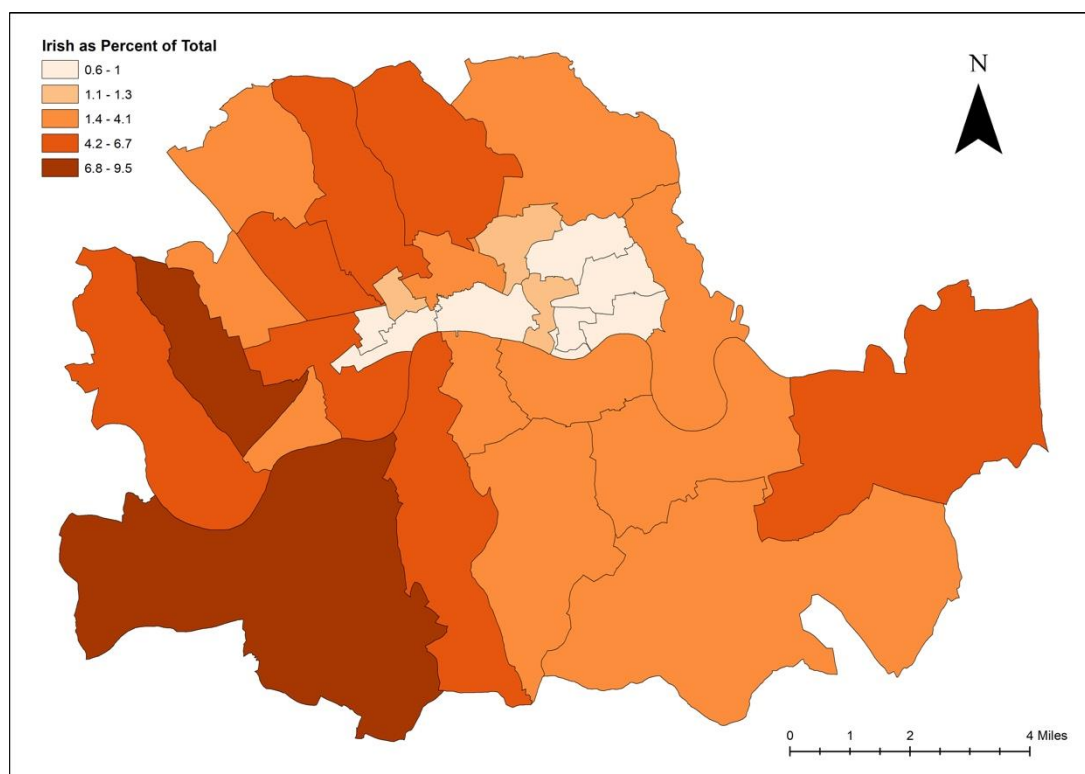 Irish as Percent of Total
0.6 - 1
1.1 - 1.3
1.4 - 4.1
4.2 - 6.7
6.8 - 9.5
N
0 1 2 4 Miles